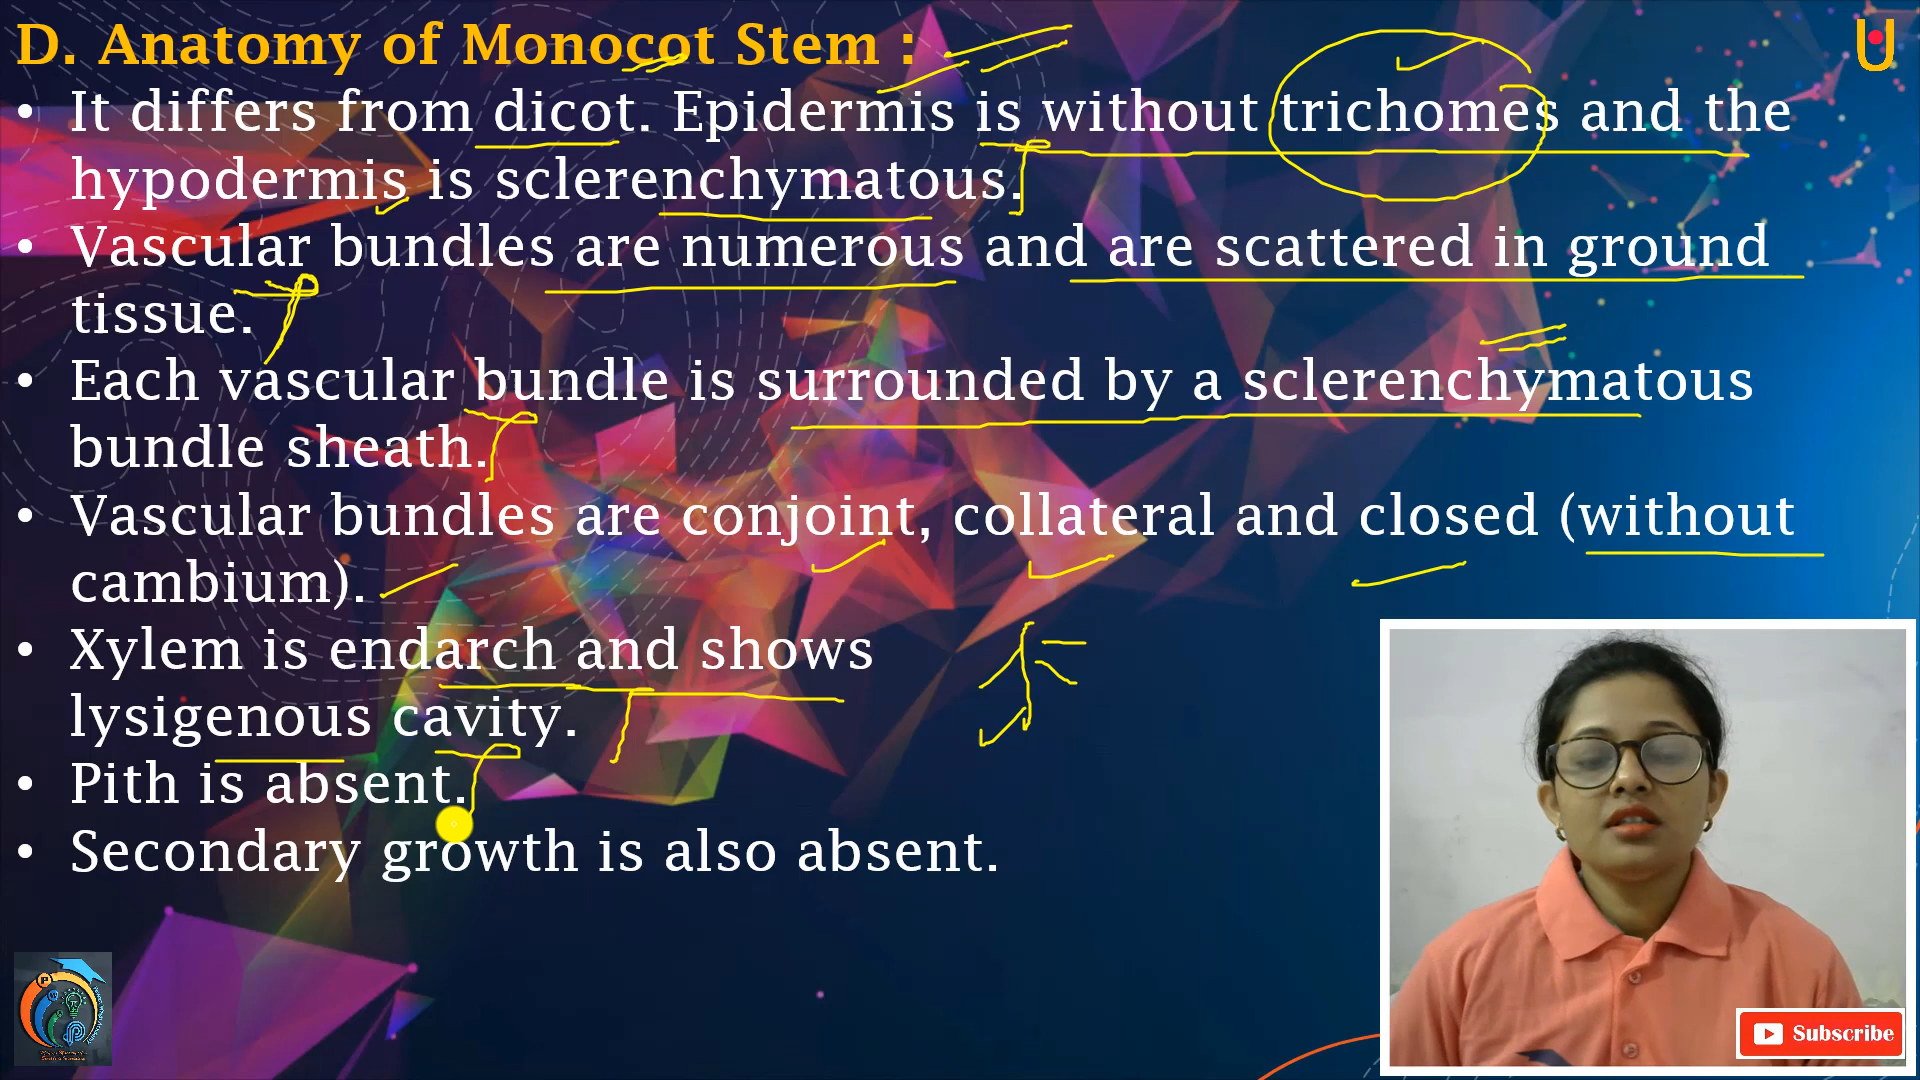 D. Anatomy of Monocot Stem :
• It differs from dicot. Epidermis is without trichomes and the
hypodermis is sclerenchymatous.
• Vascular bundles are numerous and are scattered in ground
tissue.
• Each vascular bundle is surrounded by a sclerenchymatous
bundle sheath.
• Vascular bundles are conjoint, collateral and closed (without
cambium).
• Xylem is endarch and shows
lysigenous cavity.
• Pith is absent.
• Secondary growth is also absent.
Subscribe